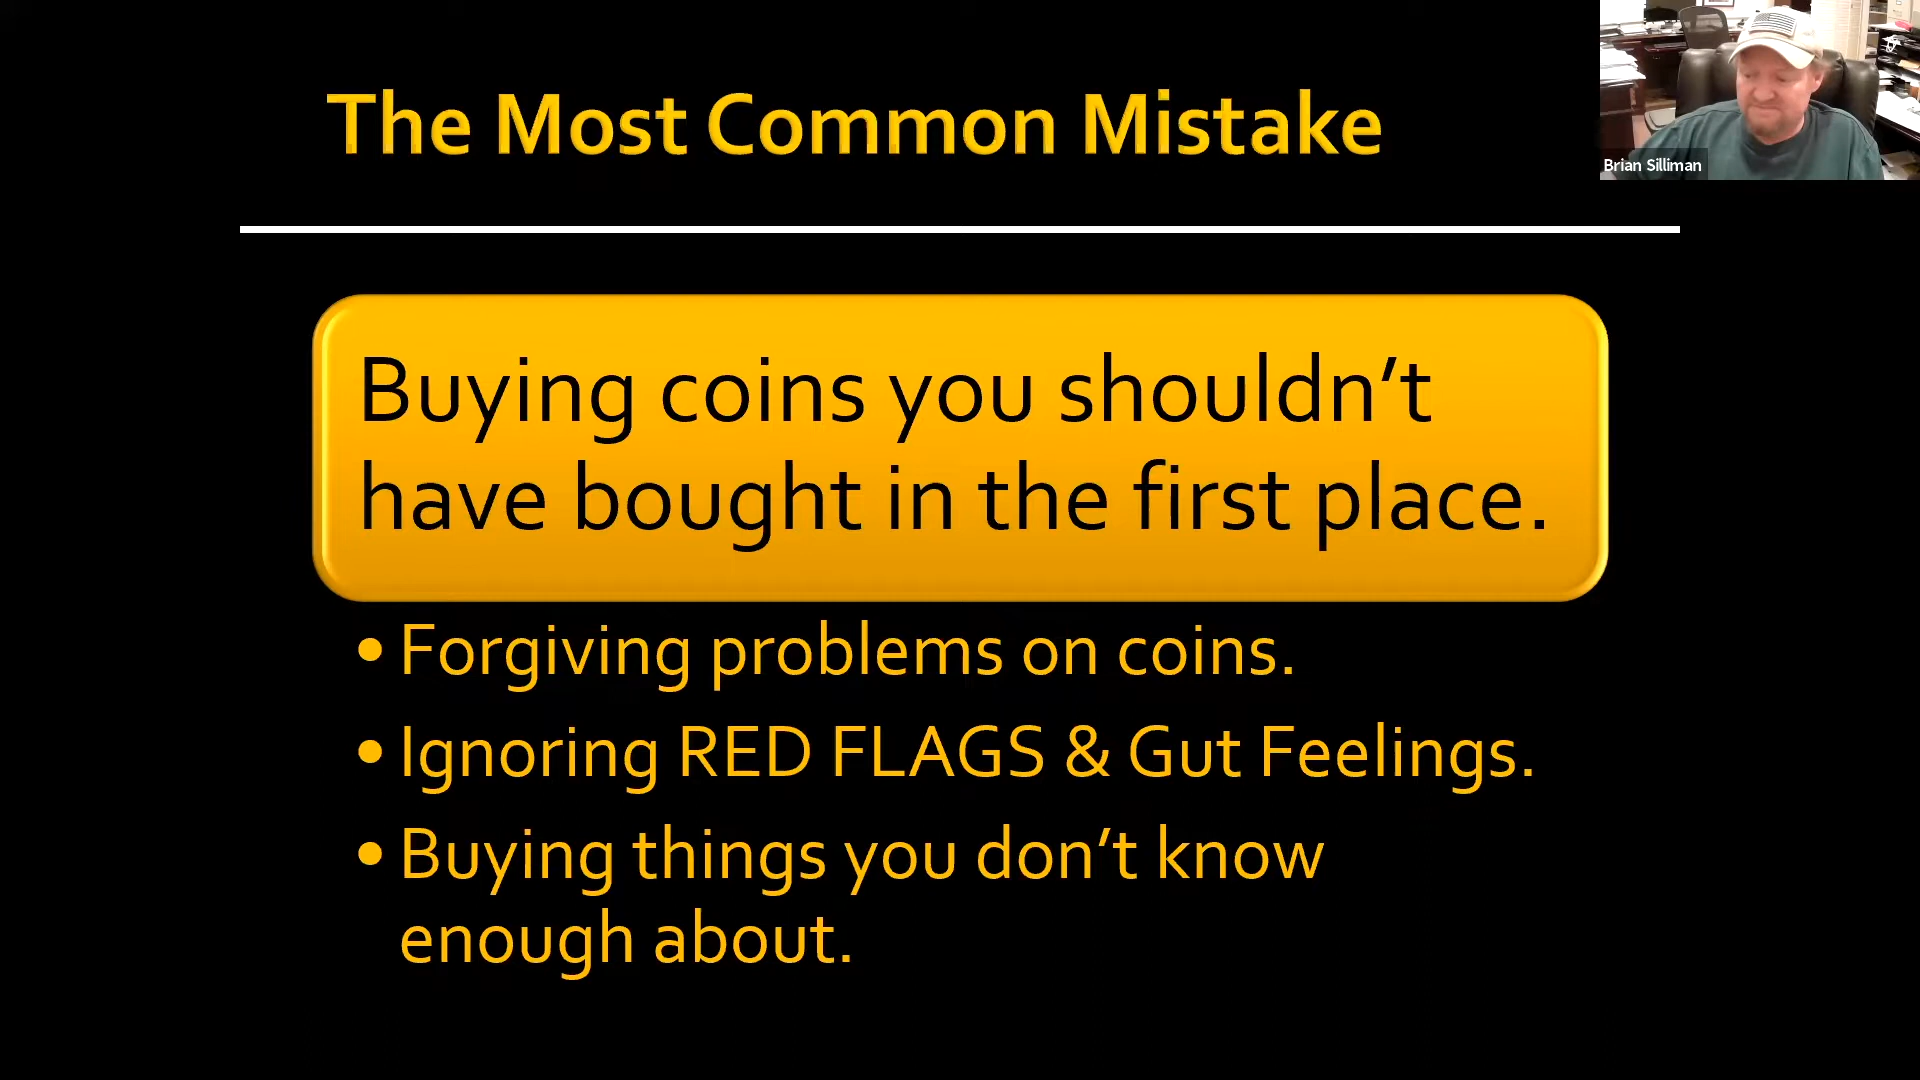 The Most Common Mistake
Brian Silliman
Buying coins you shouldn’t
have bought in the first place.
• Forgiving problems on coins.
• Ignoring RED FLAGS & Gut Feelings.
• Buying things you don’t know
enough about.